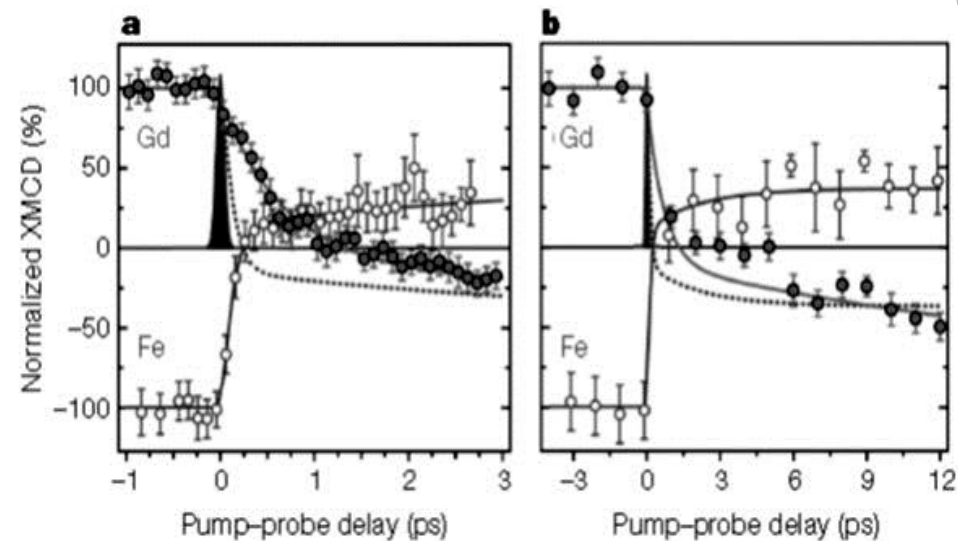 a
b
Normalized XMCD (%)
100
50
0
−50
−100
Gd
Fe
Gd
Fe
−1
0
1
2
3
−3
0
3
6
9
12
Pump–probe delay (ps)
Pump–probe delay (ps)